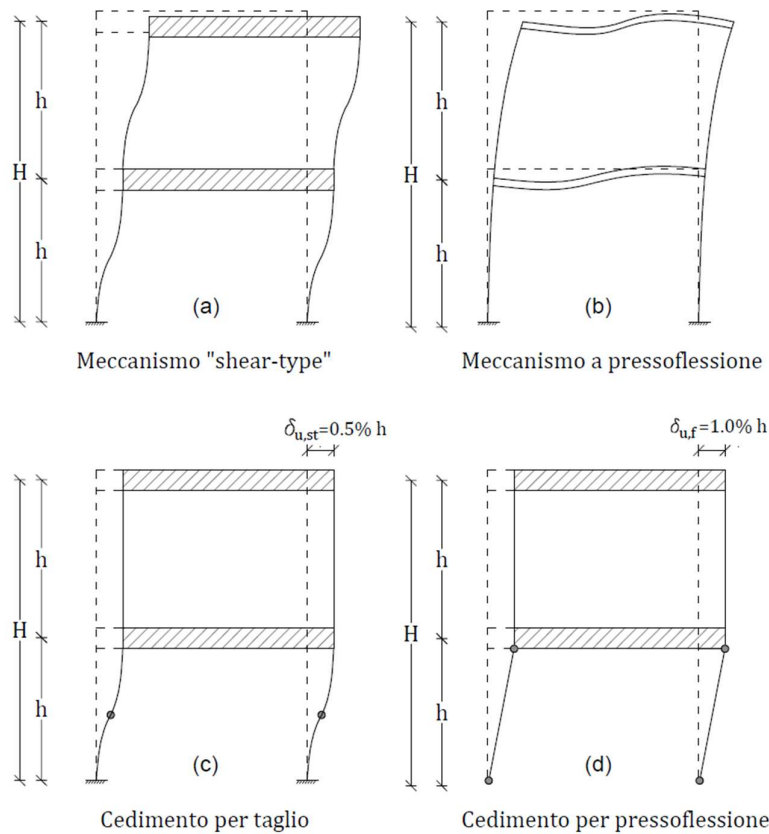 h
H
h
(a)
Meccanismo "shear-type"
h
H
h
(b)
Meccanismo a pressoflessione
δu,st=0.5% h
h
H
h
(c)
Cedimento per taglio
δu,f=1.0% h
h
H
h
(d)
Cedimento per pressoflessione